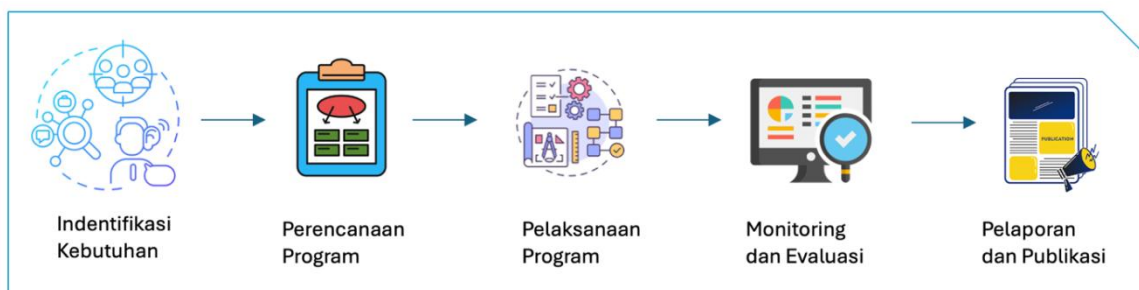 Indentifikasi
Kebutuhan
Perencanaan
Program
Pelaksanaan
Program
Monitoring
dan Evaluasi
PUBLICATION
Pelaporan
dan Publikasi